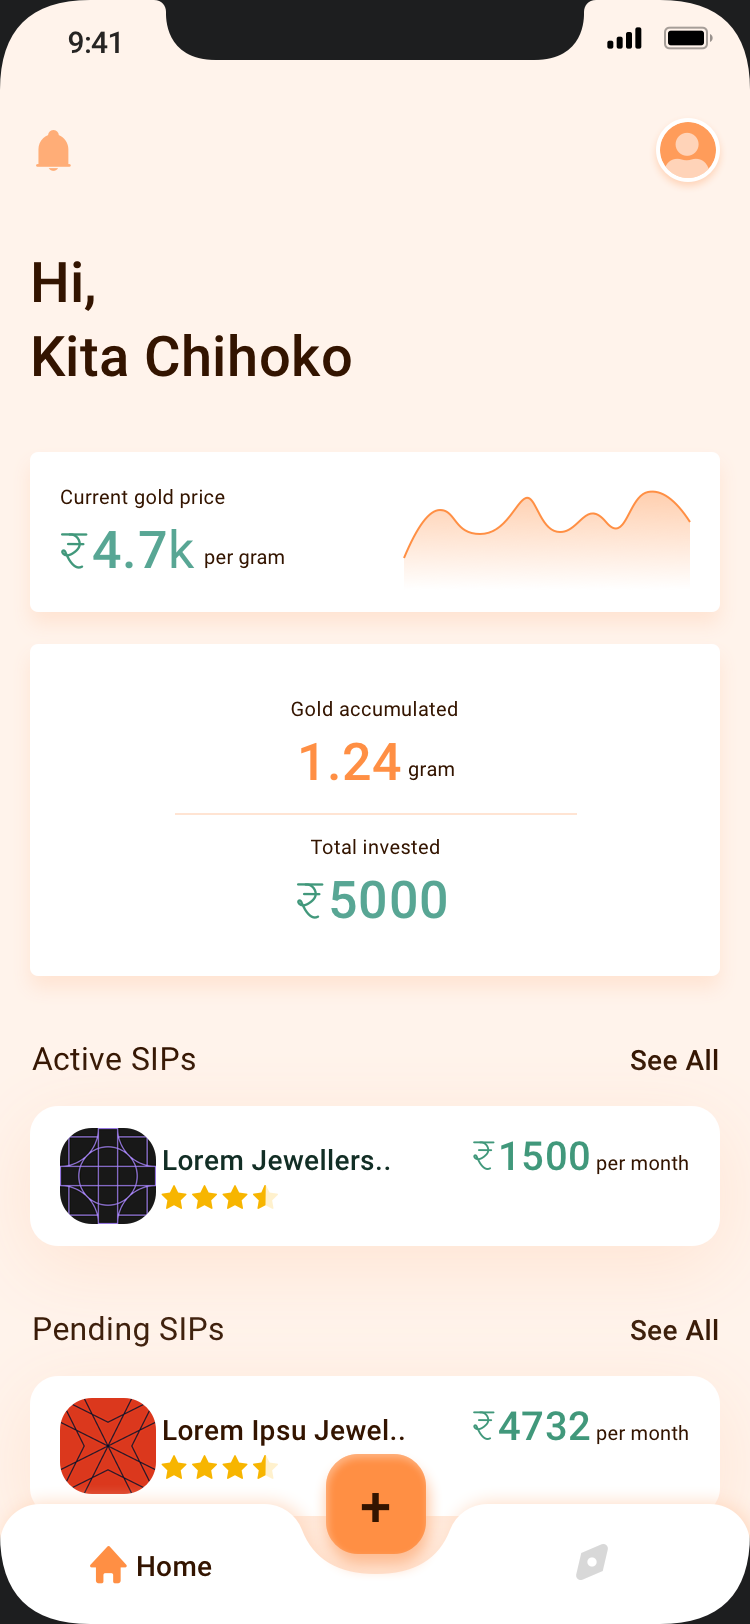 9:41
Hi,
Kita Chihoko
Current gold price
₹4.7k per gram
Gold accumulated
1.24 gram
Total invested
₹5000
Active SIPs See All
Lorem Jewellers.. ₹1500 per month
Pending SIPs See All
Lorem Ipsu Jewel.. ₹4732 per month
+
Home